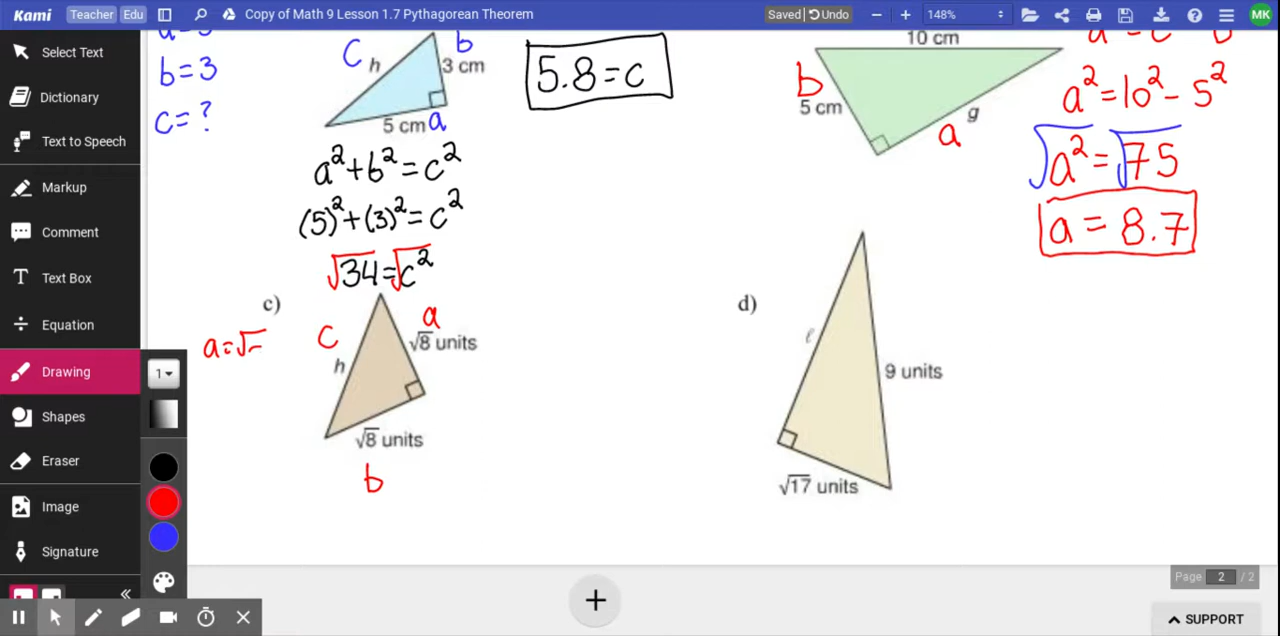 Kami Teacher Edu Copy of Math 9 Lesson 1.7 Pythagorean Theorem Saved Undo 148% MK
Select Text
Dictionary
Text to Speech
Markup
Comment
Text Box
Equation
Drawing
Shapes
Eraser
Image
Signature
1
b = 3
c = ?
C
h
b
3 cm
5 cm a
a² + b² = c²
(5)² + (3)² = c²
√34 = √c²
5.8 = c
10 cm
b
5 cm
g
a
a² = 10² - 5²
√a² = √75
a = 8.7
c)
a = √
c
h
a
√8 units
√8 units
b
d)
ℓ
9 units
√17 units
Page 2 / 2
SUPPORT